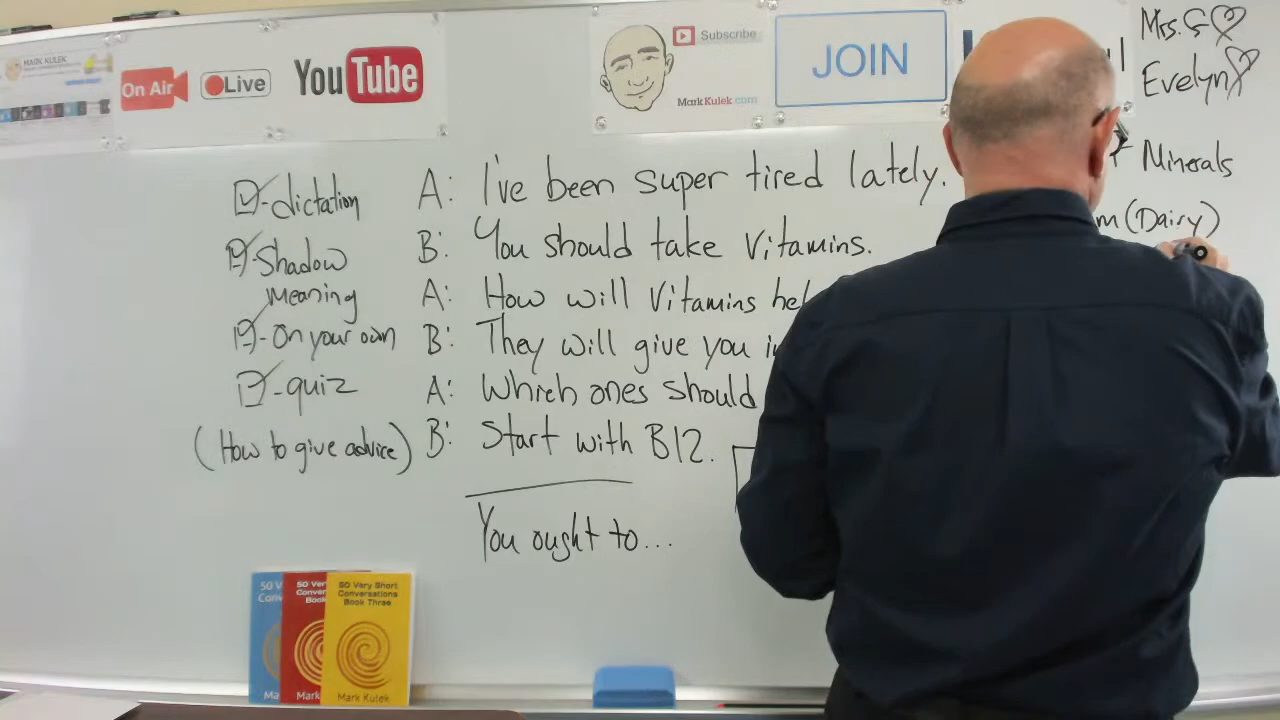 MARK KULEK
On Air
Live
YouTube
Subscribe
MarkKulek.com
JOIN
Mrs. S
Evelyn
Minerals
(Dairy)
dictation
Shadow
Meaning
On your own
quiz
(How to give advice)
A: I've been super tired lately.
B: You should take Vitamins.
A: How will Vitamins
B: They will give you
A: Which ones should
B: Start with B12.
You ought to...
50 Very Short
Conversations
Book Three
Mark Kulek